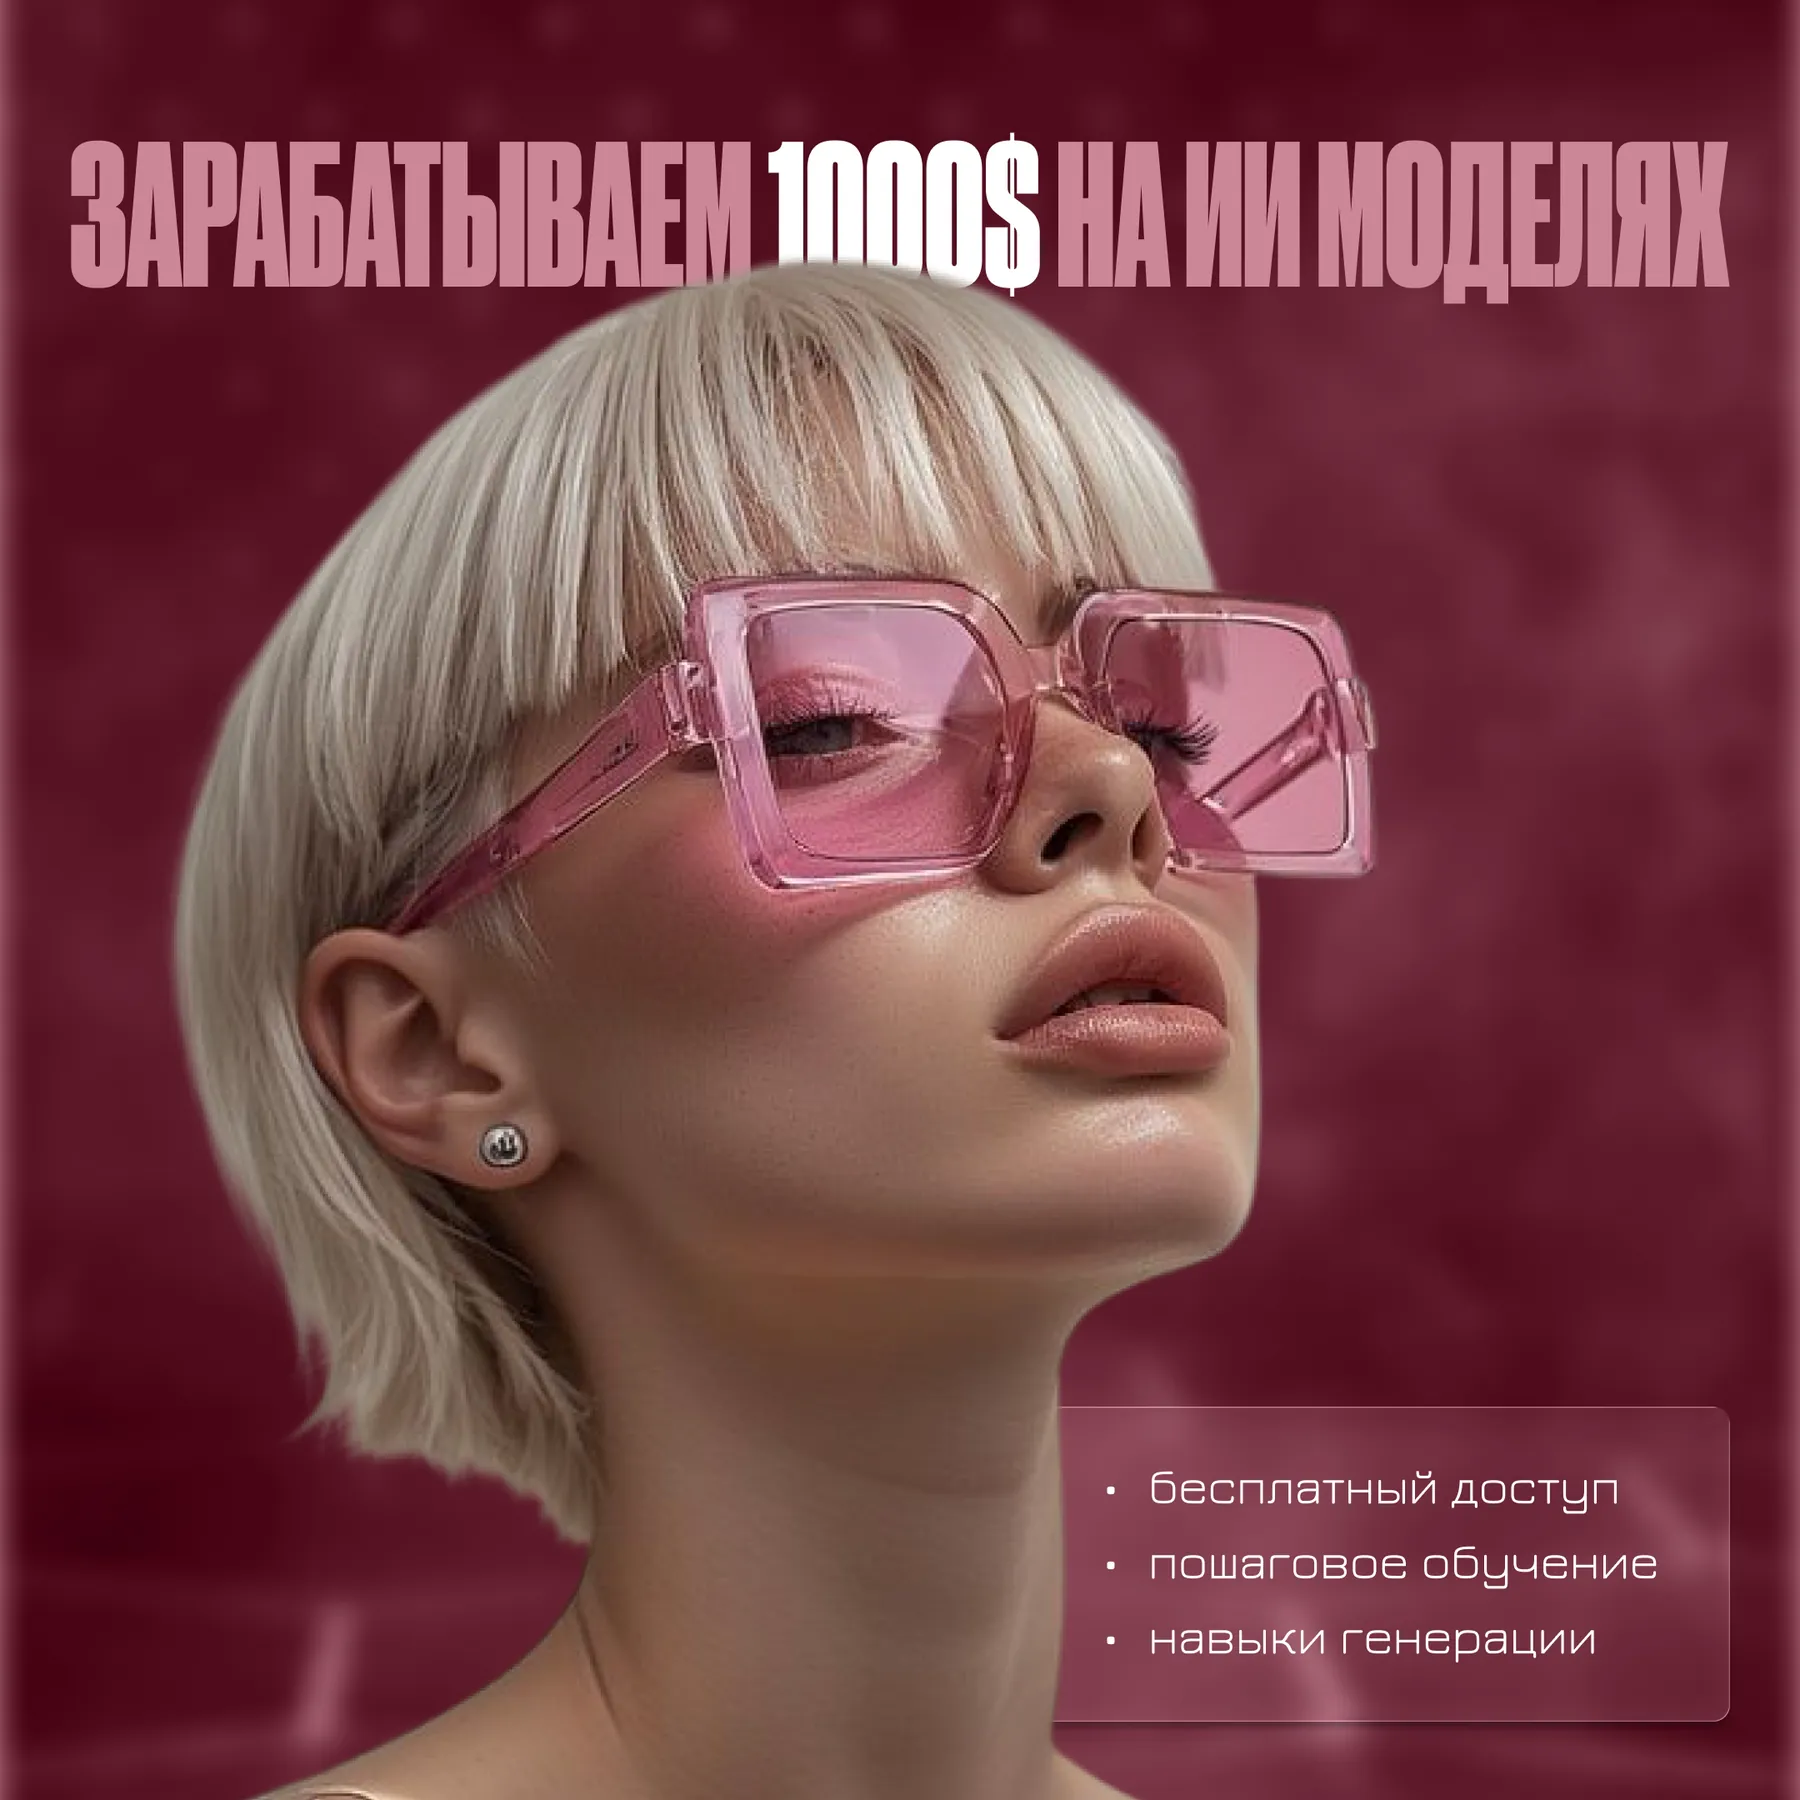 ЗАРАБАТЫВАЕМ 1000$ НА ИИ МОДЕЛЯХ
• бесплатный доступ
• пошаговое обучение
• навыки генерации